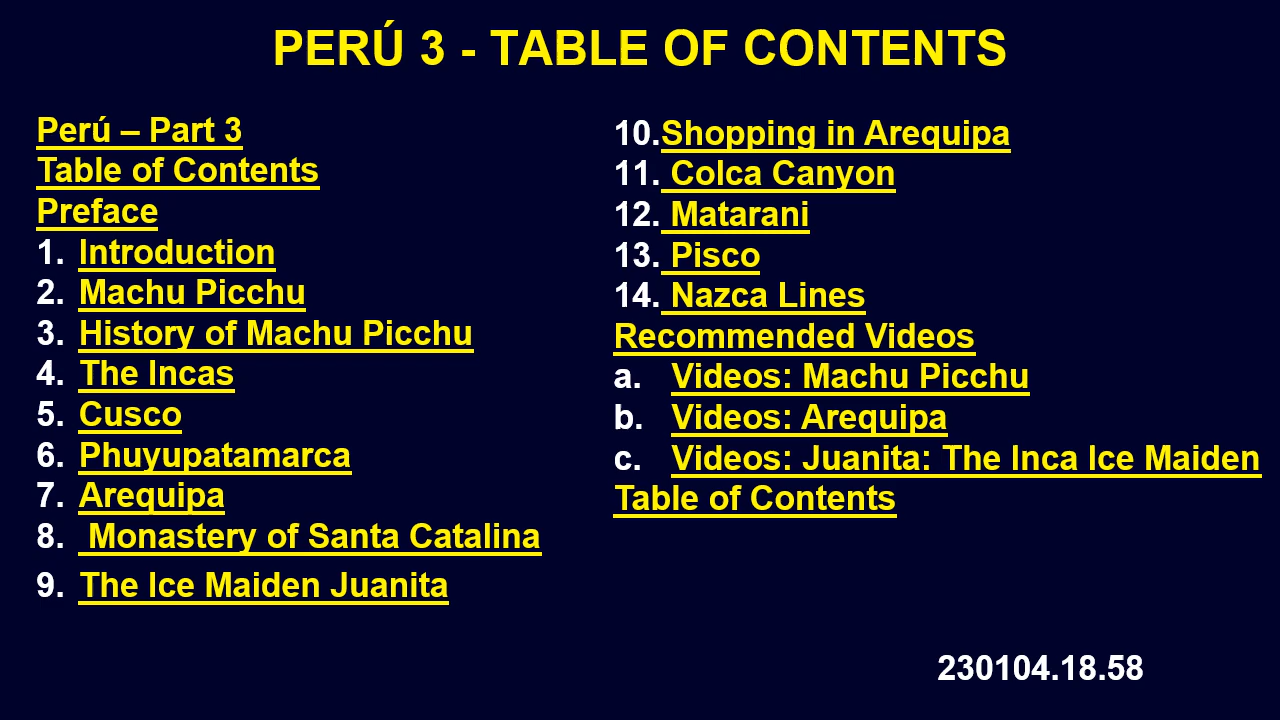 PERÚ 3 - TABLE OF CONTENTS
Perú – Part 3
Table of Contents
Preface
1. Introduction
2. Machu Picchu
3. History of Machu Picchu
4. The Incas
5. Cusco
6. Phuyupatamarca
7. Arequipa
8. Monastery of Santa Catalina
9. The Ice Maiden Juanita
10.Shopping in Arequipa
11. Colca Canyon
12. Matarani
13. Pisco
14. Nazca Lines
Recommended Videos
a. Videos: Machu Picchu
b. Videos: Arequipa
c. Videos: Juanita: The Inca Ice Maiden
Table of Contents
230104.18.58